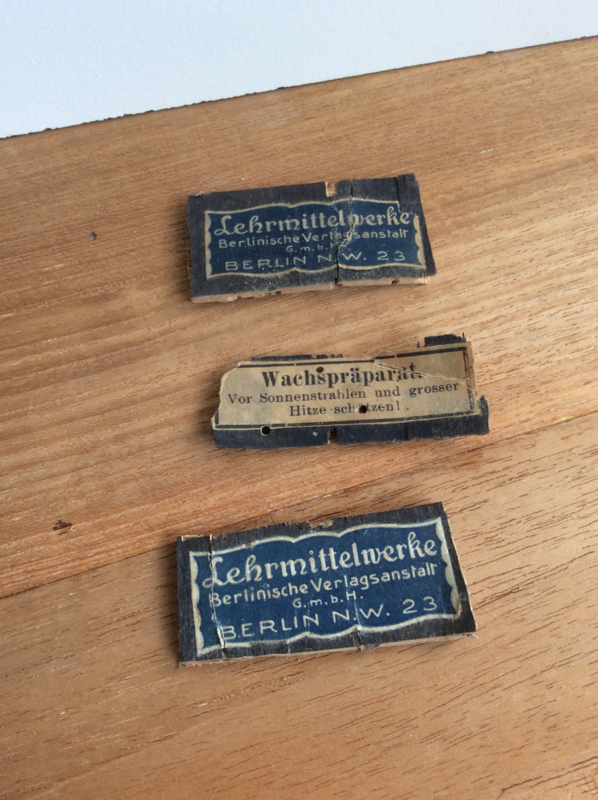 Lehrmittelwerke
Berlinische Verlagsanstalt
G.m.b.H.
BERLIN N.W. 23
Wachspräparat.
Vor Sonnenstrahlen und grosser
Hitze schützen!
Lehrmittelwerke
Berlinische Verlagsanstalt
G.m.b.H.
BERLIN N.W. 23